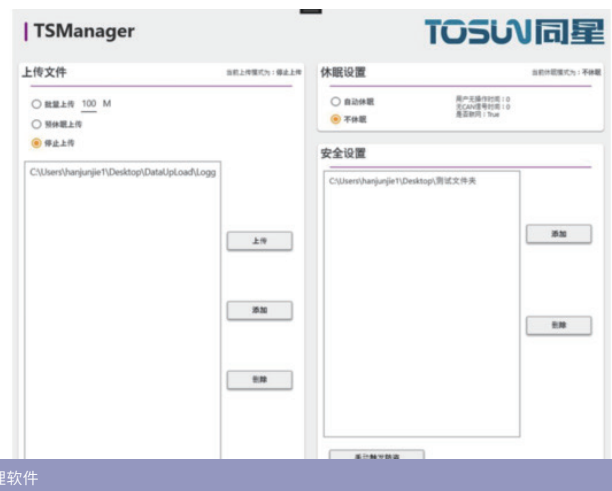 TSManager
TOSUN同星
上传文件
当前上传模式为：停止上传
批量上传 100 M
预休眠上传
停止上传
C:\Users\hanjunjie1\Desktop\DataUpLoad\Logg
上传
添加
删除
休眠设置
当前休眠模式为：不休眠
自动休眠
不休眠
用户无操作时间：0
无CAN信号时间：0
是否联网：True
安全设置
C:\Users\hanjunjie1\Desktop\测试文件夹
添加
删除
理软件